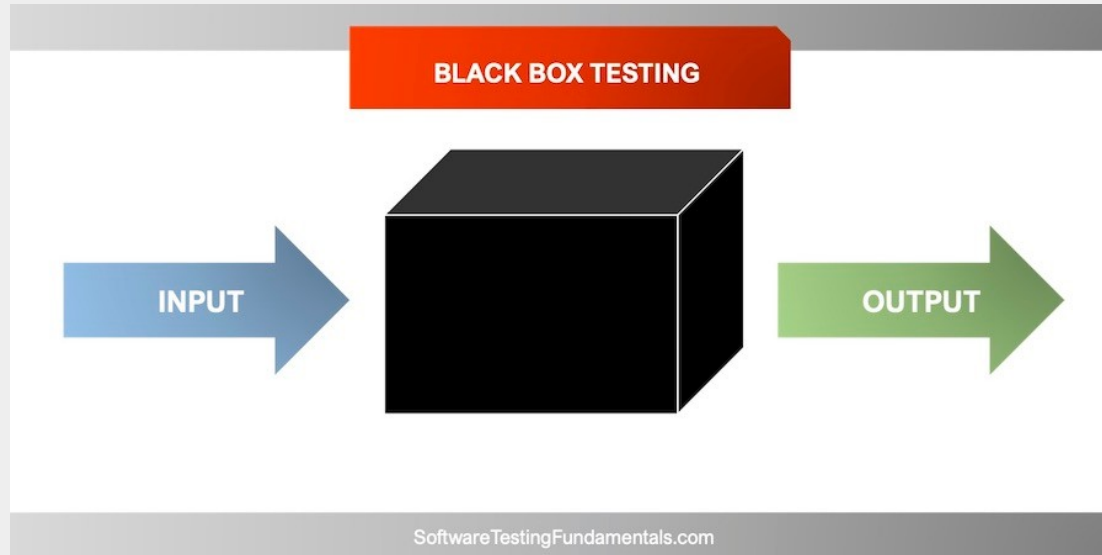 BLACK BOX TESTING
INPUT
OUTPUT
SoftwareTestingFundamentals.com